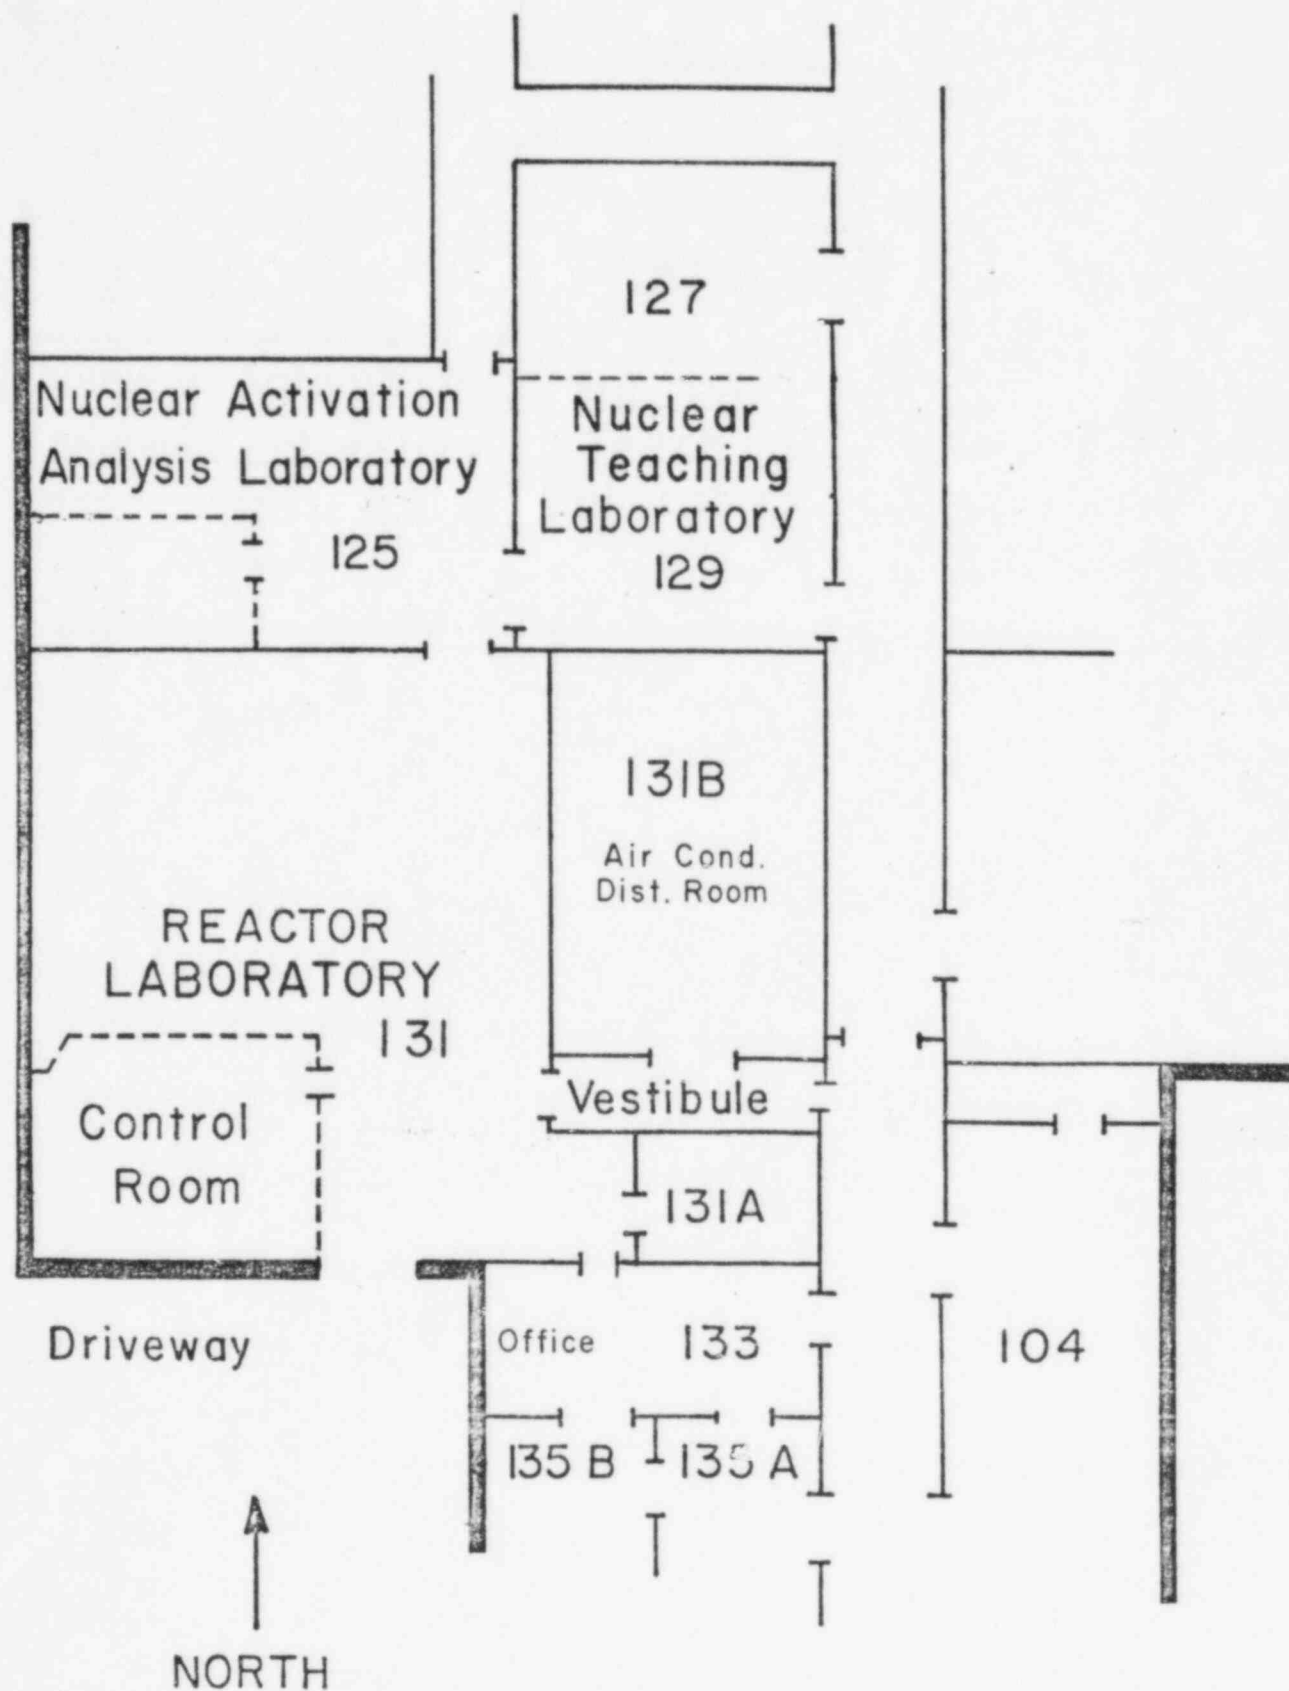 127
Nuclear Activation
Analysis Laboratory
125
Nuclear
Teaching
Laboratory
129
131B
Air Cond.
Dist. Room
REACTOR
LABORATORY
131
Control
Room
Vestibule
131A
Driveway
Office
133
104
135 B
135 A
NORTH